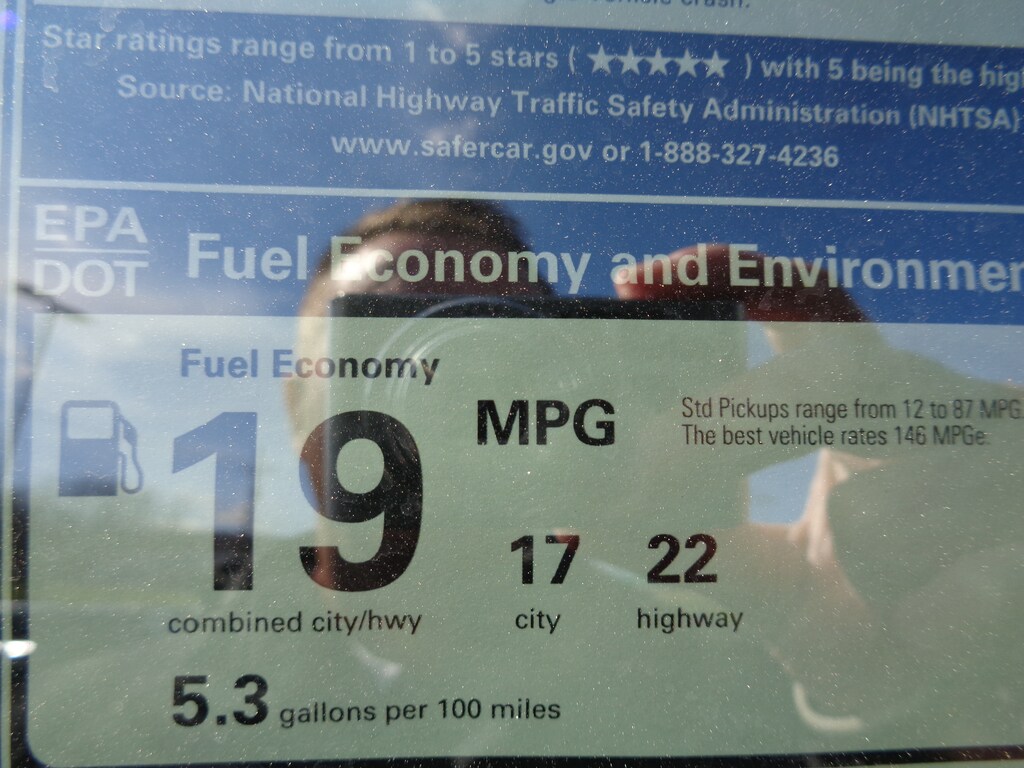 crash.
Star ratings range from 1 to 5 stars ( ★★★★★ ) with 5 being the
Source: National Highway Traffic Safety Administration (NHTSA)
www.safercar.gov or 1-888-327-4236
EPA
DOT
Fuel Economy and
Fuel Economy
19
MPG
Std Pickups range from 12 to 87 MPG.
The best vehicle rates 146 MPGe.
17
22
combined city/hwy
city
highway
5.3 gallons per 100 miles